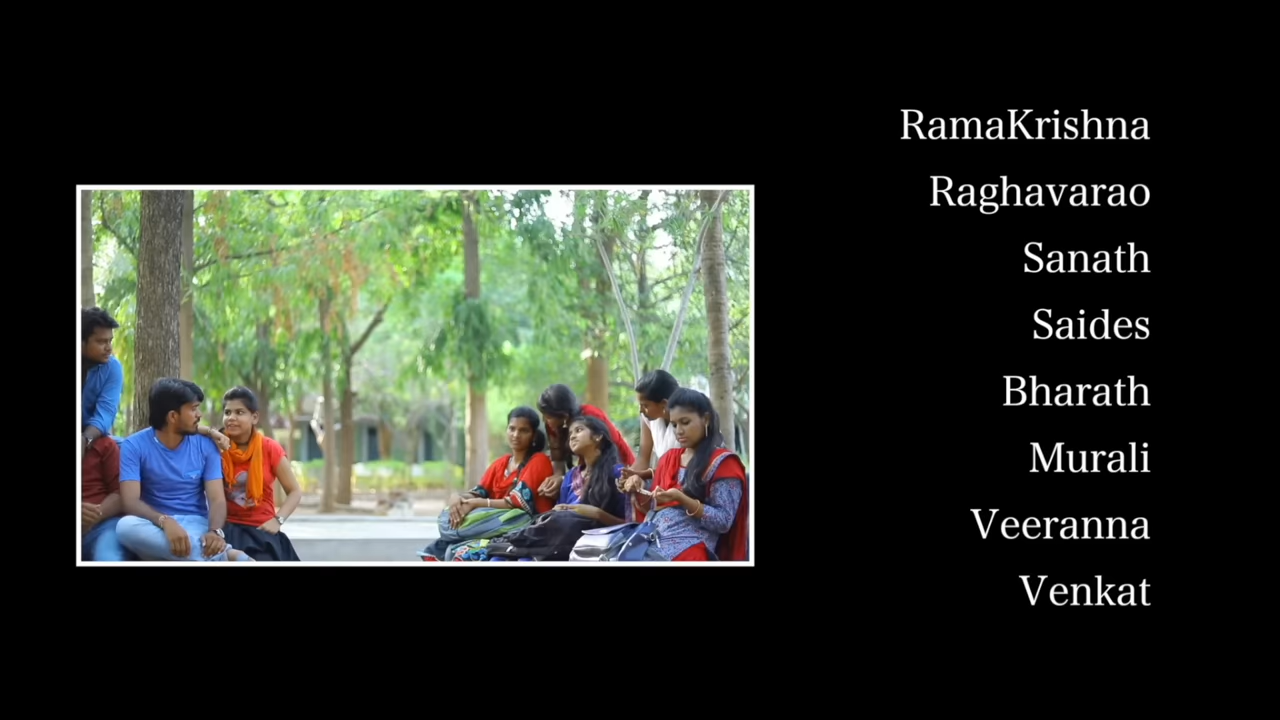 RamaKrishna
Raghavarao
Sanath
Saides
Bharath
Murali
Veeranna
Venkat